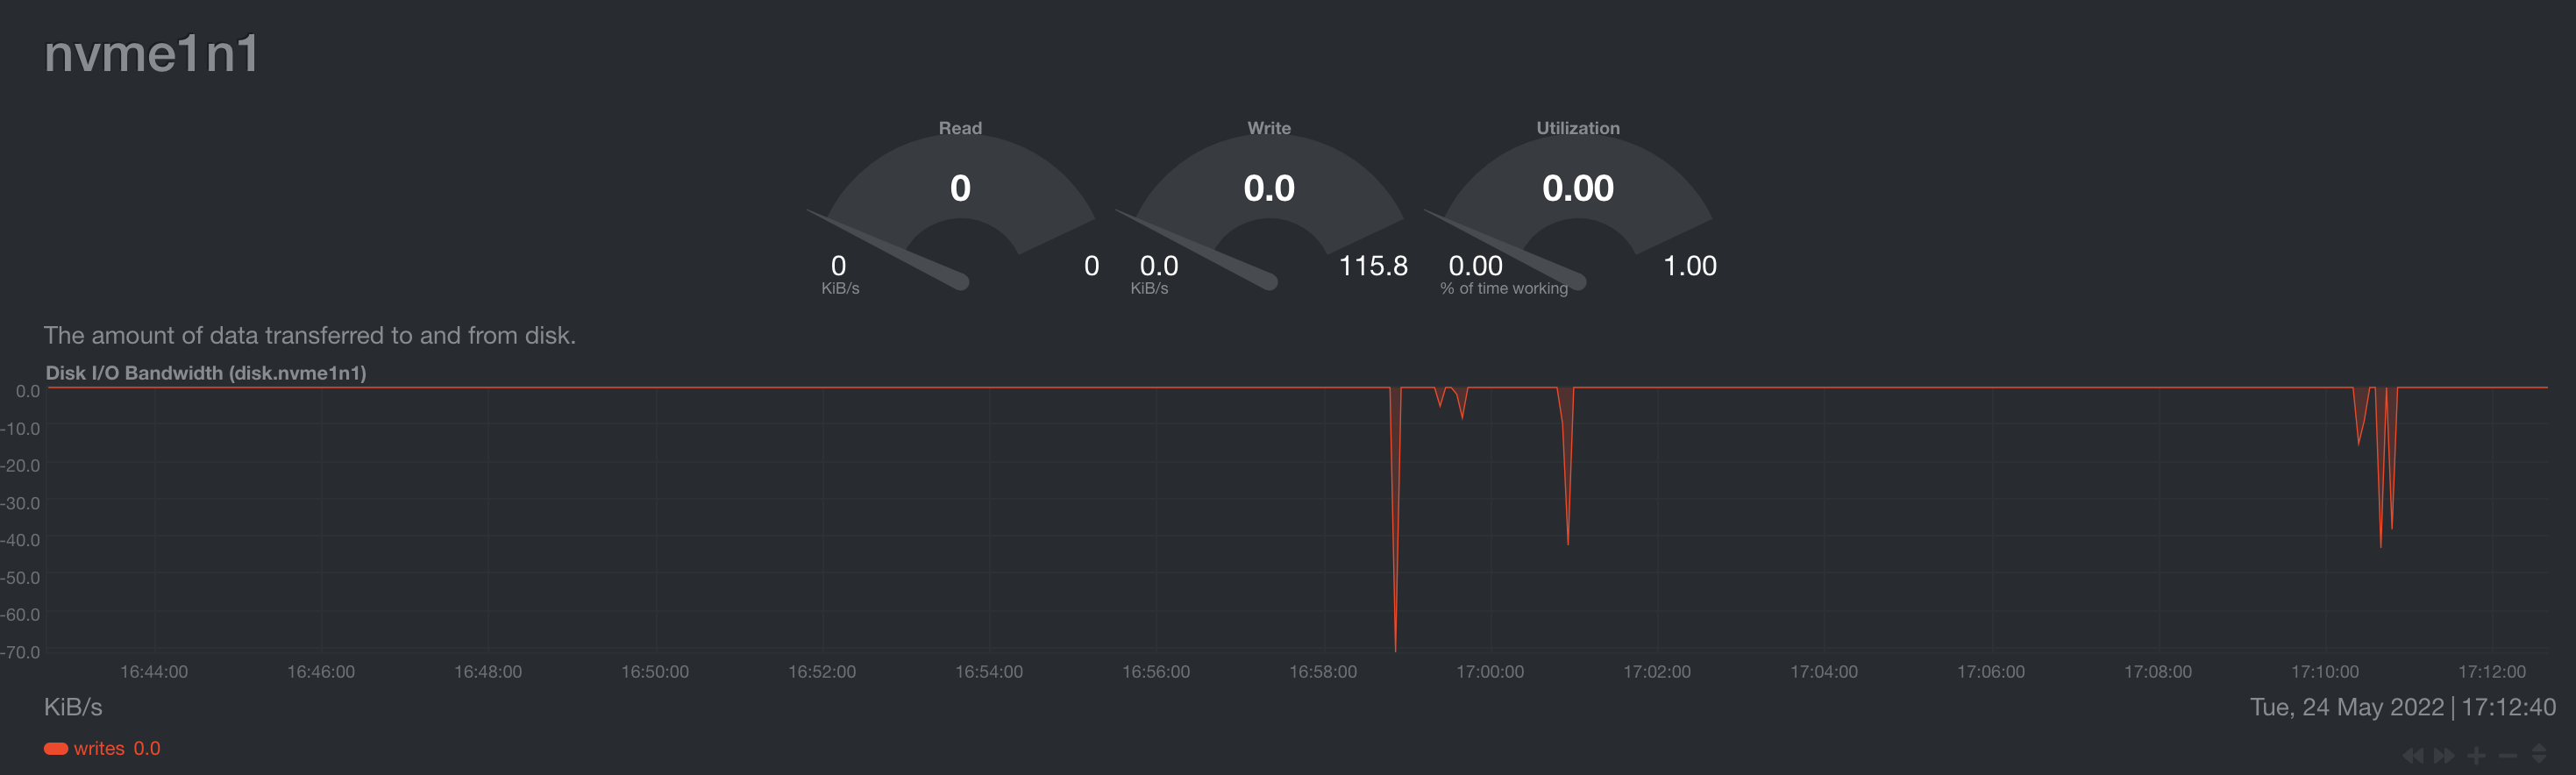 nvme1n1
Read Write Utilization
0 0.0 0.00
0 0 0.0 115.8 0.00 1.00
KiB/s KiB/s % of time working
The amount of data transferred to and from disk.
Disk I/O Bandwidth (disk.nvme1n1)
0.0
-10.0
-20.0
-30.0
-40.0
-50.0
-60.0
-70.0
16:44:00 16:46:00 16:48:00 16:50:00 16:52:00 16:54:00 16:56:00 16:58:00 17:00:00 17:02:00 17:04:00 17:06:00 17:08:00 17:10:00 17:12:00
KiB/s Tue, 24 May 2022 | 17:12:40
writes 0.0